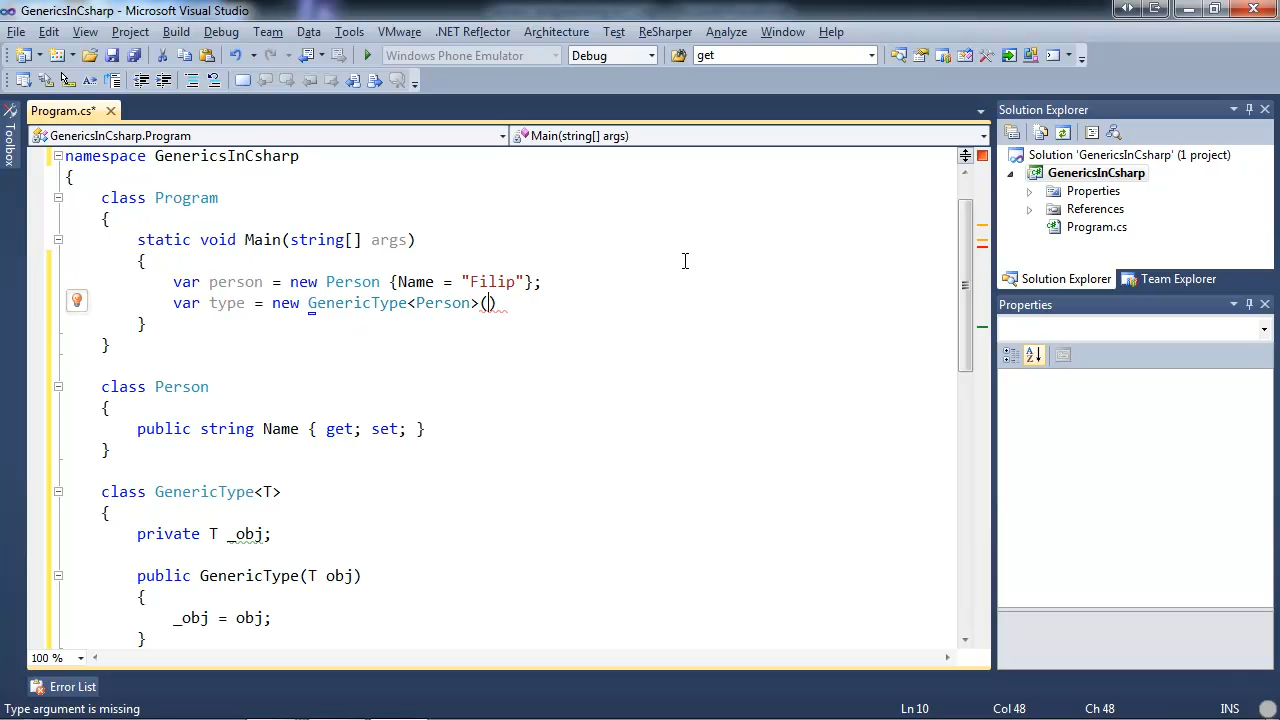 GenericsInCsharp - Microsoft Visual Studio
File Edit View Project Build Debug Team Data Tools VMware .NET Reflector Architecture Test ReSharper Analyze Window Help
Windows Phone Emulator Debug get
Program.cs*
GenericsInCsharp.Program Main(string[] args)
Toolbox
namespace GenericsInCsharp
{
class Program
{
static void Main(string[] args)
{
var person = new Person {Name = "Filip"};
var type = new GenericType<Person>()
}
}
class Person
{
public string Name { get; set; }
}
class GenericType<T>
{
private T _obj;
public GenericType(T obj)
{
_obj = obj;
}
100 %
Solution Explorer
Solution 'GenericsInCsharp' (1 project)
GenericsInCsharp
Properties
References
Program.cs
Solution Explorer Team Explorer
Properties
Error List
Type argument is missing Ln 10 Col 48 Ch 48 INS